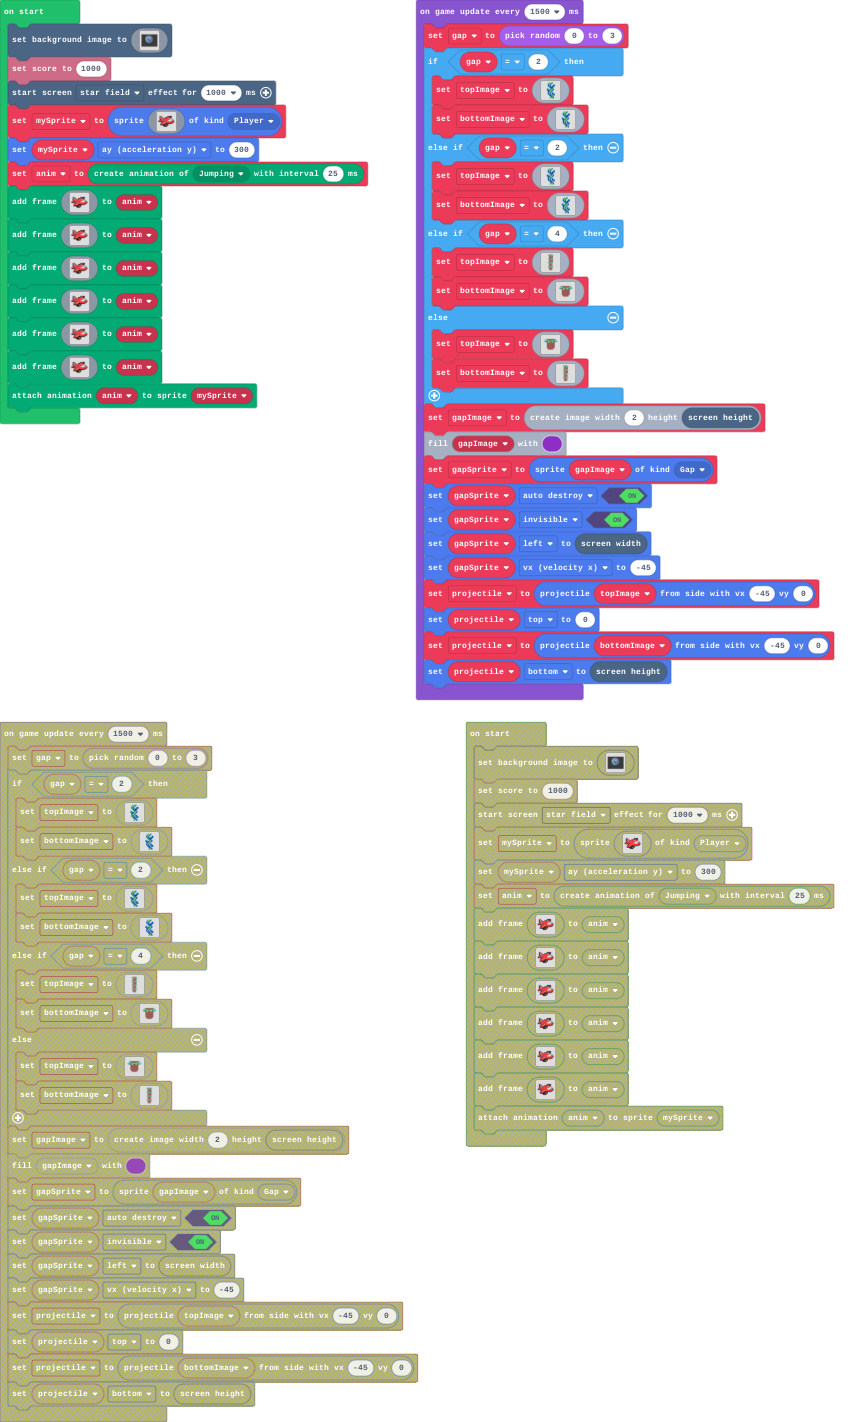 on start
set background image to
set score to 1000
start screen star field effect for 1000 ms
set mySprite to sprite of kind Player
set mySprite ay (acceleration y) to 300
set anim to create animation of Jumping with interval 25 ms
add frame to anim
add frame to anim
add frame to anim
add frame to anim
add frame to anim
add frame to anim
attach animation anim to sprite mySprite
on game update every 1500 ms
set gap to pick random 0 to 3
if gap = 2 then
set topImage to
set bottomImage to
else if gap = 2 then
set topImage to
set bottomImage to
else if gap = 4 then
set topImage to
set bottomImage to
else
set topImage to
set bottomImage to
set gapImage to create image width 2 height screen height
fill gapImage with
set gapSprite to sprite gapImage of kind Gap
set gapSprite auto destroy ON
set gapSprite invisible ON
set gapSprite left to screen width
set gapSprite vx (velocity x) to -45
set projectile to projectile topImage from side with vx -45 vy 0
set projectile top to 0
set projectile to projectile bottomImage from side with vx -45 vy 0
set projectile bottom to screen height
on game update every 1500 ms
set gap to pick random 0 to 3
if gap = 2 then
set topImage to
set bottomImage to
else if gap = 2 then
set topImage to
set bottomImage to
else if gap = 4 then
set topImage to
set bottomImage to
else
set topImage to
set bottomImage to
set gapImage to create image width 2 height screen height
fill gapImage with
set gapSprite to sprite gapImage of kind Gap
set gapSprite auto destroy ON
set gapSprite invisible ON
set gapSprite left to screen width
set gapSprite vx (velocity x) to -45
set projectile to projectile topImage from side with vx -45 vy 0
set projectile top to 0
set projectile to projectile bottomImage from side with vx -45 vy 0
set projectile bottom to screen height
on start
set background image to
set score to 1000
start screen star field effect for 1000 ms
set mySprite to sprite of kind Player
set mySprite ay (acceleration y) to 300
set anim to create animation of Jumping with interval 25 ms
add frame to anim
add frame to anim
add frame to anim
add frame to anim
add frame to anim
add frame to anim
attach animation anim to sprite mySprite